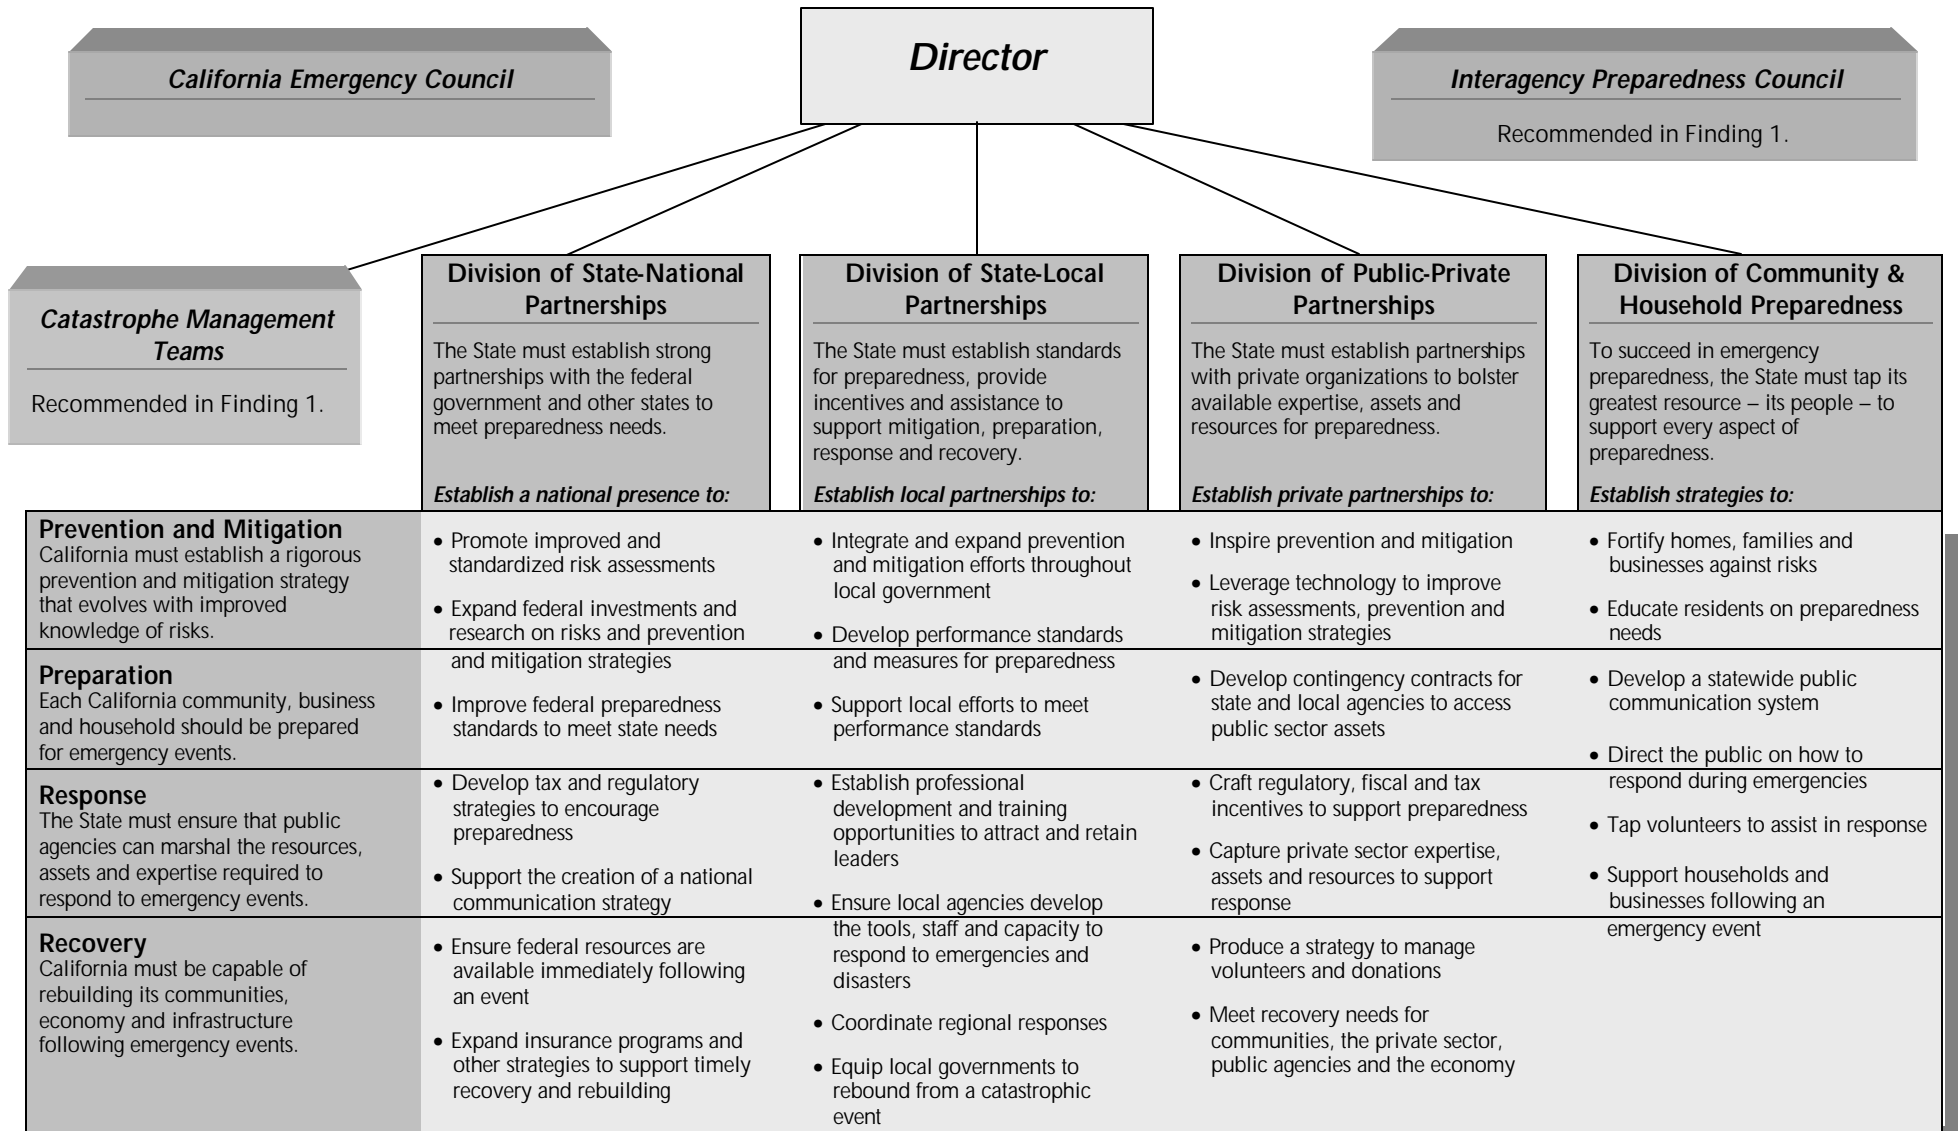 Director
California Emergency Council
Interagency Preparedness Council
Recommended in Finding 1.
Catastrophe Management
Teams
Recommended in Finding 1.
Division of State-National
Partnerships
The State must establish strong
partnerships with the federal
government and other states to
meet preparedness needs.
Establish a national presence to:
Division of State-Local
Partnerships
The State must establish standards
for preparedness, provide
incentives and assistance to
support mitigation, preparation,
response and recovery.
Establish local partnerships to:
Division of Public-Private
Partnerships
The State must establish partnerships
with private organizations to bolster
available expertise, assets and
resources for preparedness.
Establish private partnerships to:
Division of Community &
Household Preparedness
To succeed in emergency
preparedness, the State must tap its
greatest resource – its people – to
support every aspect of
preparedness.
Establish strategies to:
Prevention and Mitigation
California must establish a rigorous
prevention and mitigation strategy
that evolves with improved
knowledge of risks.
Preparation
Each California community, business
and household should be prepared
for emergency events.
Response
The State must ensure that public
agencies can marshal the resources,
assets and expertise required to
respond to emergency events.
Recovery
California must be capable of
rebuilding its communities,
economy and infrastructure
following emergency events.
• Promote improved and
standardized risk assessments
• Expand federal investments and
research on risks and prevention
and mitigation strategies
• Improve federal preparedness
standards to meet state needs
• Develop tax and regulatory
strategies to encourage
preparedness
• Support the creation of a national
communication strategy
• Ensure federal resources are
available immediately following
an event
• Expand insurance programs and
other strategies to support timely
recovery and rebuilding
• Integrate and expand prevention
and mitigation efforts throughout
local government
• Develop performance standards
and measures for preparedness
• Support local efforts to meet
performance standards
• Establish professional
development and training
opportunities to attract and retain
leaders
• Ensure local agencies develop
the tools, staff and capacity to
respond to emergencies and
disasters
• Coordinate regional responses
• Equip local governments to
rebound from a catastrophic
event
• Inspire prevention and mitigation
• Leverage technology to improve
risk assessments, prevention and
mitigation strategies
• Develop contingency contracts for
state and local agencies to access
public sector assets
• Craft regulatory, fiscal and tax
incentives to support preparedness
• Capture private sector expertise,
assets and resources to support
response
• Produce a strategy to manage
volunteers and donations
• Meet recovery needs for
communities, the private sector,
public agencies and the economy
• Fortify homes, families and
businesses against risks
• Educate residents on preparedness
needs
• Develop a statewide public
communication system
• Direct the public on how to
respond during emergencies
• Tap volunteers to assist in response
• Support households and
businesses following an
emergency event